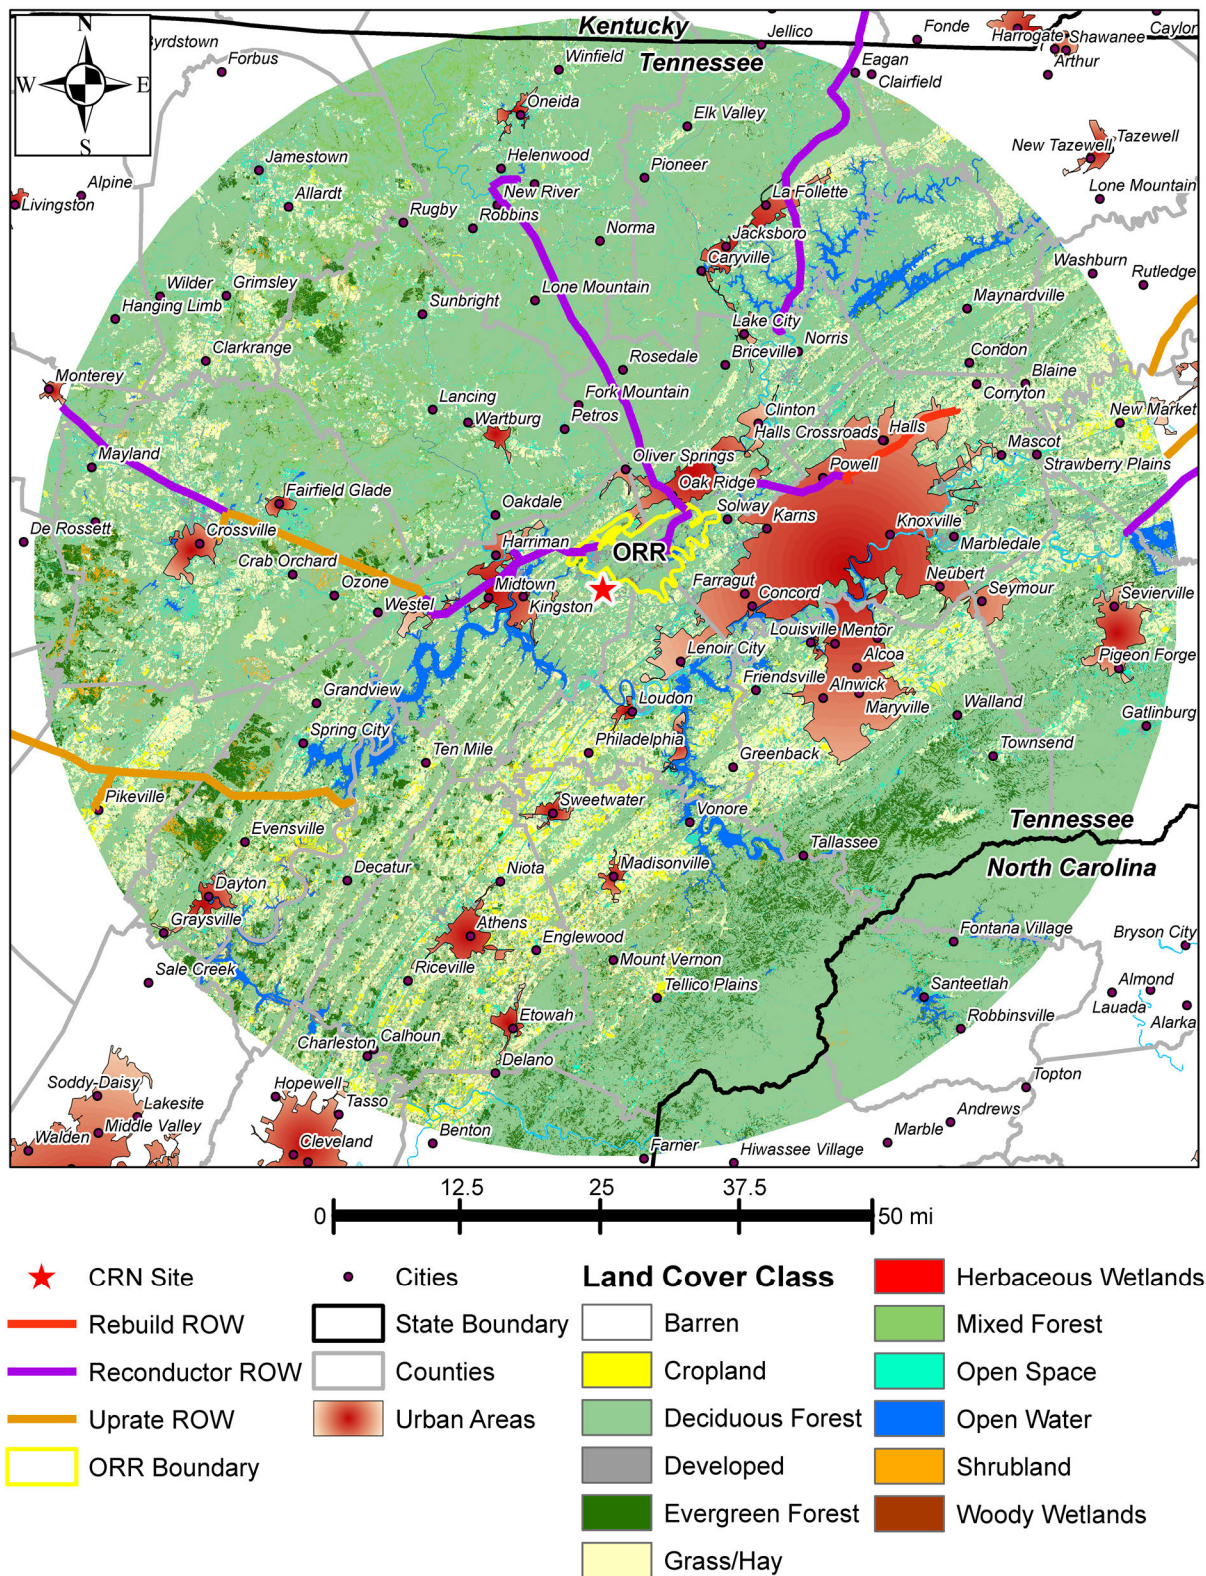 Kentucky
Tennessee
N
W
E
S
Byrdstown
Forbus
Winfield
Jellico
Fonde
Harrogate
Shawanee
Caylor
Arthur
Eagan
Clairfield
Oneida
Elk Valley
New Tazewell
Tazewell
Jamestown
Helenwood
Pioneer
Alpine
Livingston
Allardt
New River
Rugby
Robbins
La Follette
Lone Mountain
Norma
Jacksboro
Caryville
Washburn
Rutledge
Wilder
Grimsley
Hanging Limb
Sunbright
Lone Mountain
Maynardville
Lake City
Norris
Clarkrange
Rosedale
Briceville
Condon
Blaine
Corryton
Monterey
Lancing
Fork Mountain
Wartburg
Petros
Clinton
Halls Crossroads
Halls
New Market
Mayland
Oliver Springs
Powell
Mascot
Strawberry Plains
Oak Ridge
Fairfield Glade
Oakdale
Solway
Karns
Knoxville
De Rossett
Crossville
Harriman
ORR
Marbledale
Crab Orchard
Ozone
Midtown
Kingston
Farragut
Concord
Neubert
Seymour
Sevierville
Westel
Louisville
Mentor
Lenoir City
Alcoa
Pigeon Forge
Grandview
Friendsville
Alnwick
Maryville
Loudon
Walland
Gatlinburg
Spring City
Ten Mile
Philadelphia
Greenback
Townsend
Pikeville
Sweetwater
Vonore
Tennessee
Evensville
Tallassee
North Carolina
Decatur
Niota
Madisonville
Dayton
Graysville
Athens
Englewood
Fontana Village
Bryson City
Sale Creek
Riceville
Mount Vernon
Tellico Plains
Santeetlah
Almond
Lauada
Alarka
Etowah
Robbinsville
Charleston
Calhoun
Delano
Topton
Soddy-Daisy
Hopewell
Lakesite
Tasso
Andrews
Walden
Middle Valley
Cleveland
Benton
Farner
Hiwassee Village
Marble
12.5
25
37.5
0
50 mi
CRN Site
Rebuild ROW
Reconductor ROW
Uprate ROW
ORR Boundary
Cities
State Boundary
Counties
Urban Areas
Land Cover Class
Barren
Cropland
Deciduous Forest
Developed
Evergreen Forest
Grass/Hay
Herbaceous Wetlands
Mixed Forest
Open Space
Open Water
Shrubland
Woody Wetlands